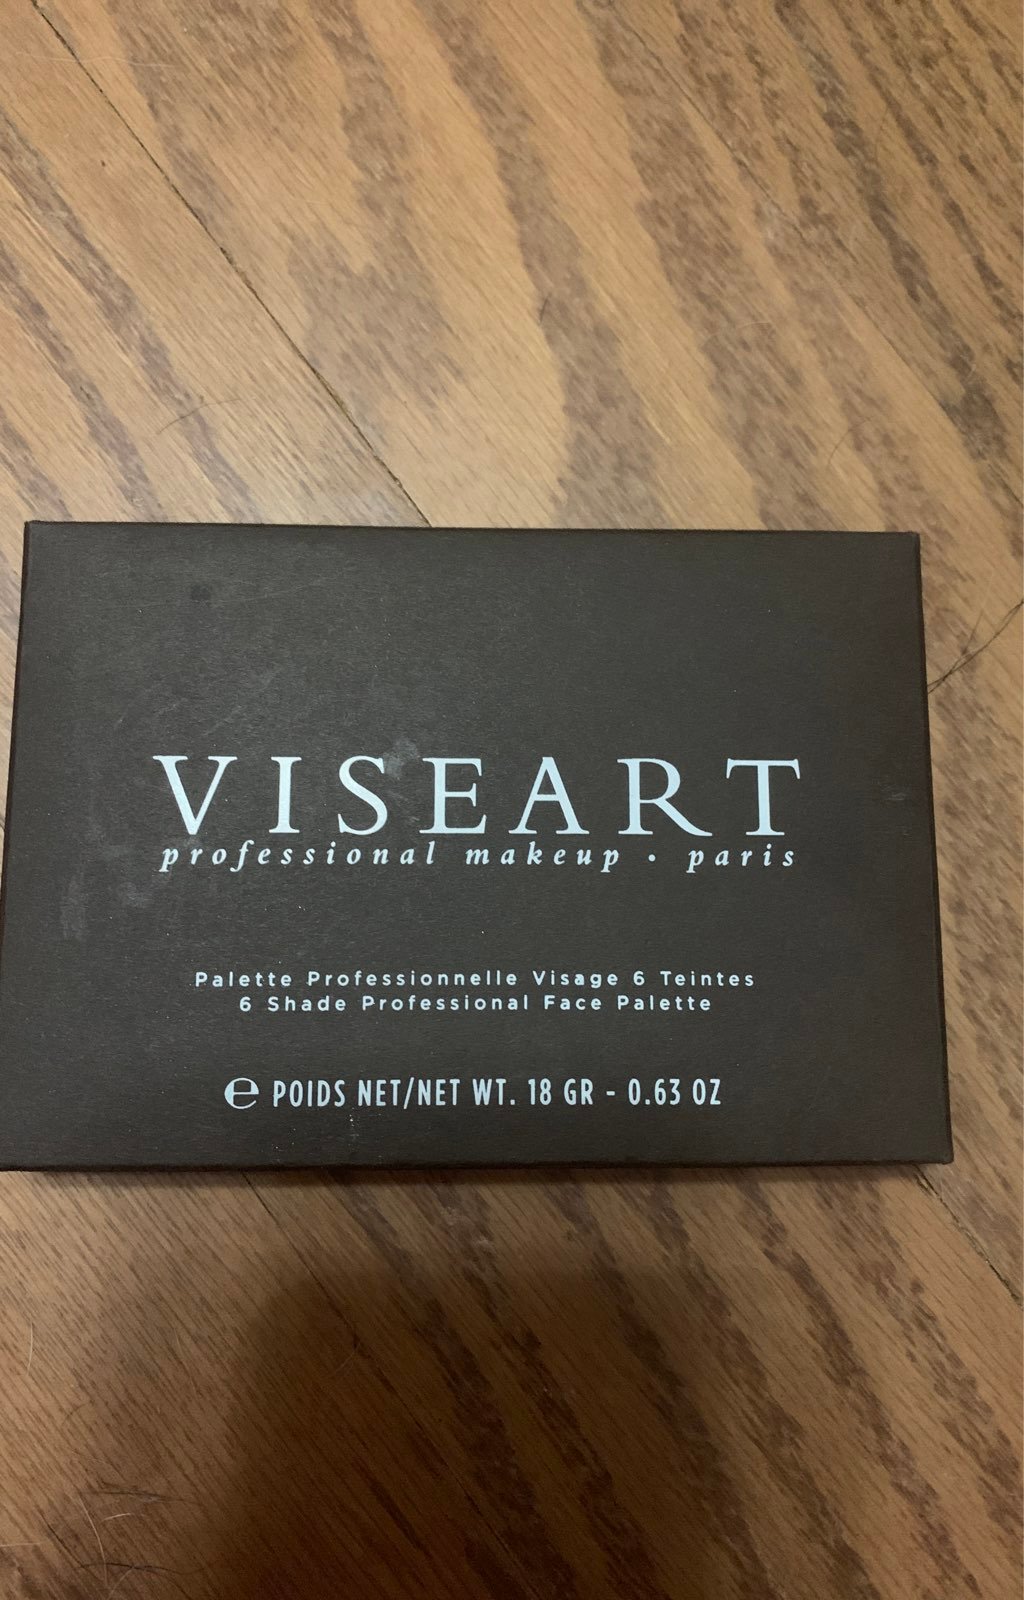 VISEART
professional makeup · paris
Palette Professionnelle Visage 6 Teintes
6 Shade Professional Face Palette
℮ POIDS NET/NET WT. 18 GR - 0.63 OZ